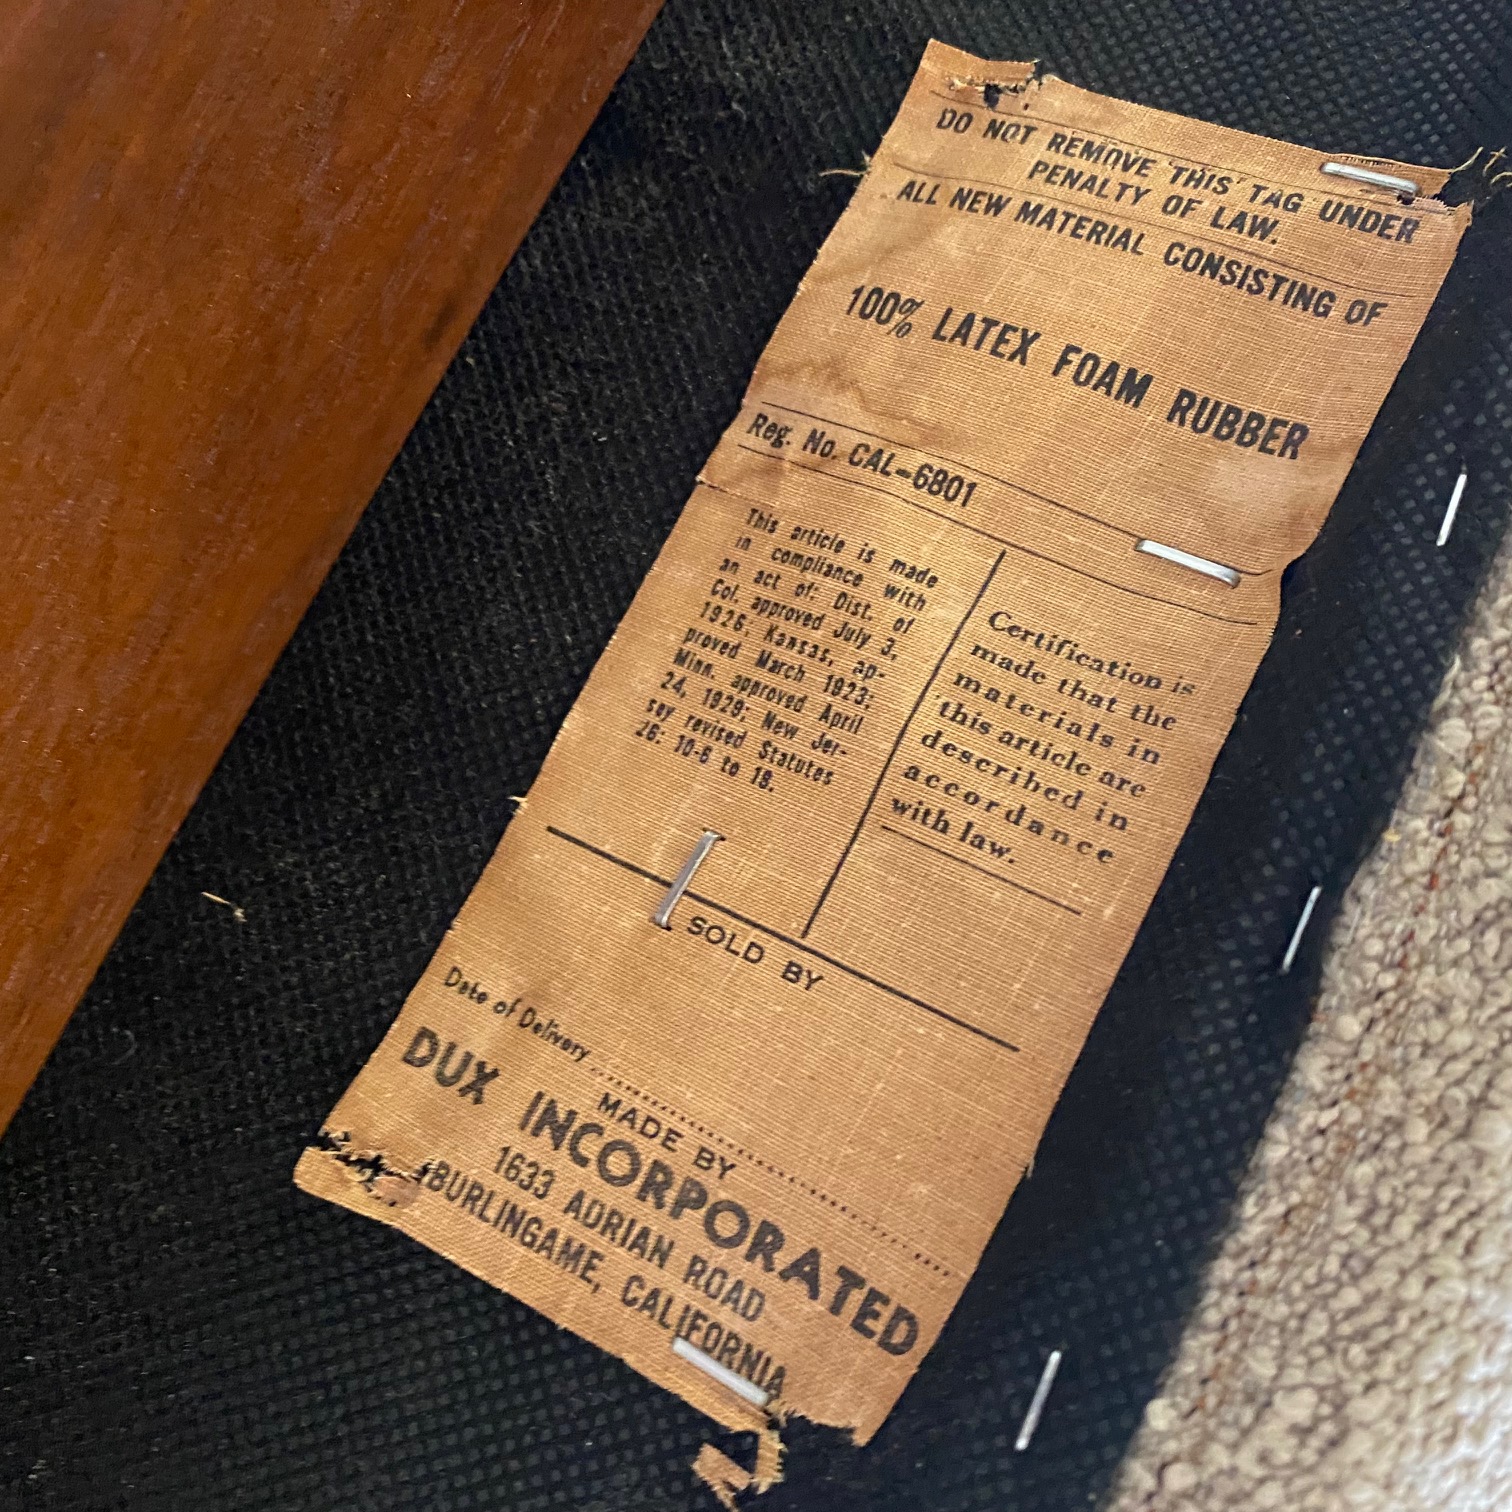 DO NOT REMOVE THIS TAG UNDER
PENALTY OF LAW.
ALL NEW MATERIAL CONSISTING OF
100% LATEX FOAM RUBBER
Reg. No. CAL-6801
This article is made
in compliance with
an act of: Dist. of
Col. approved July 3,
1926, Kansas, ap-
proved March 1923;
Minn. approved April
24, 1929; New Jer-
sey revised Statutes
26: 10-6 to 18.
Certification is
made that the
materials in
this article are
described in
accordance
with law.
SOLD BY
Date of Delivery
MADE BY
DUX INCORPORATED
1633 ADRIAN ROAD
BURLINGAME, CALIFORNIA